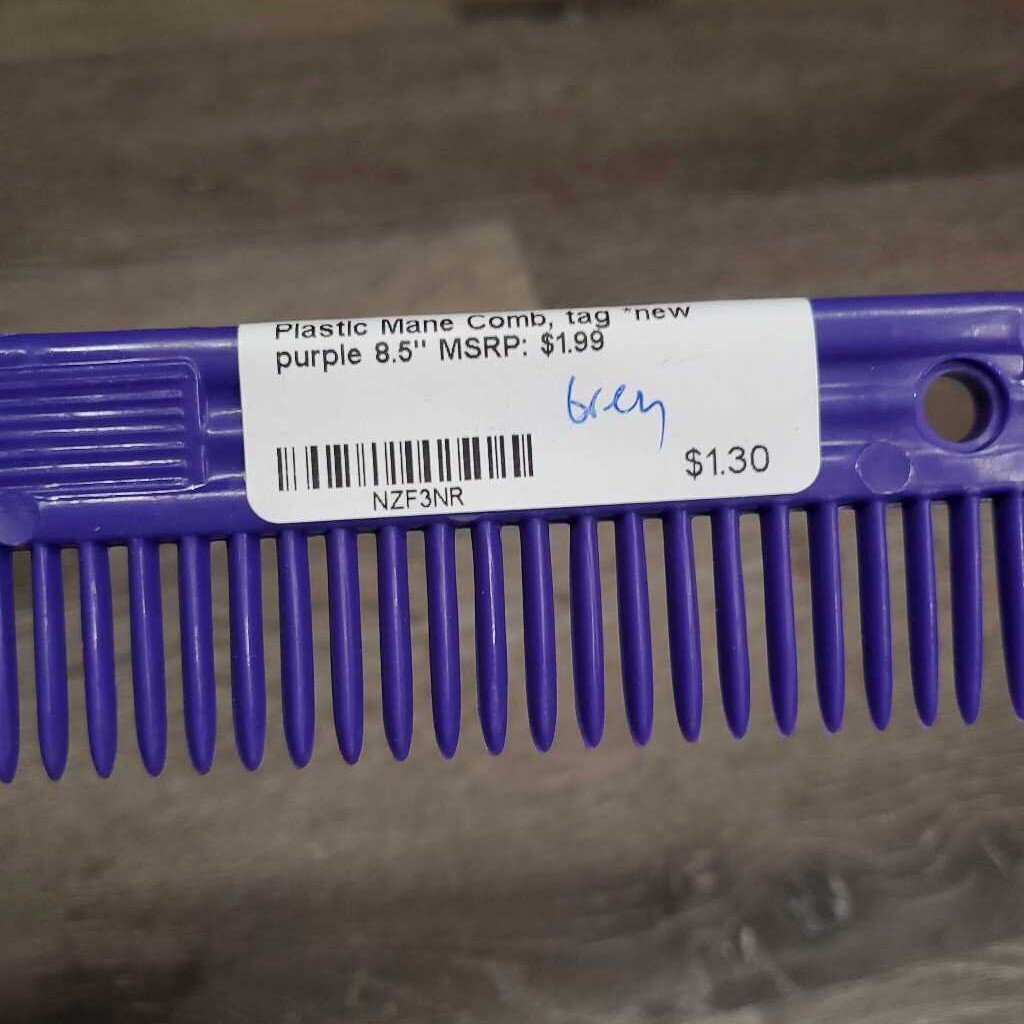 Plastic Mane Comb, tag *new
purple 8.5" MSRP: $1.99
$1.30
NZF3NR